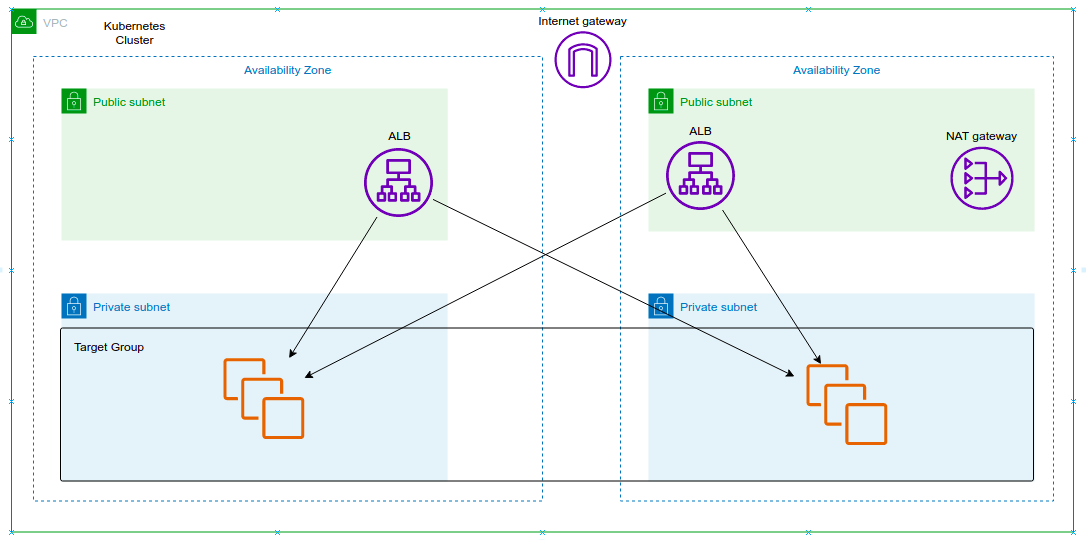 VPC
Kubernetes
Cluster
Internet gateway
Availability Zone
Availability Zone
Public subnet
Public subnet
ALB
ALB
NAT gateway
Private subnet
Private subnet
Target Group